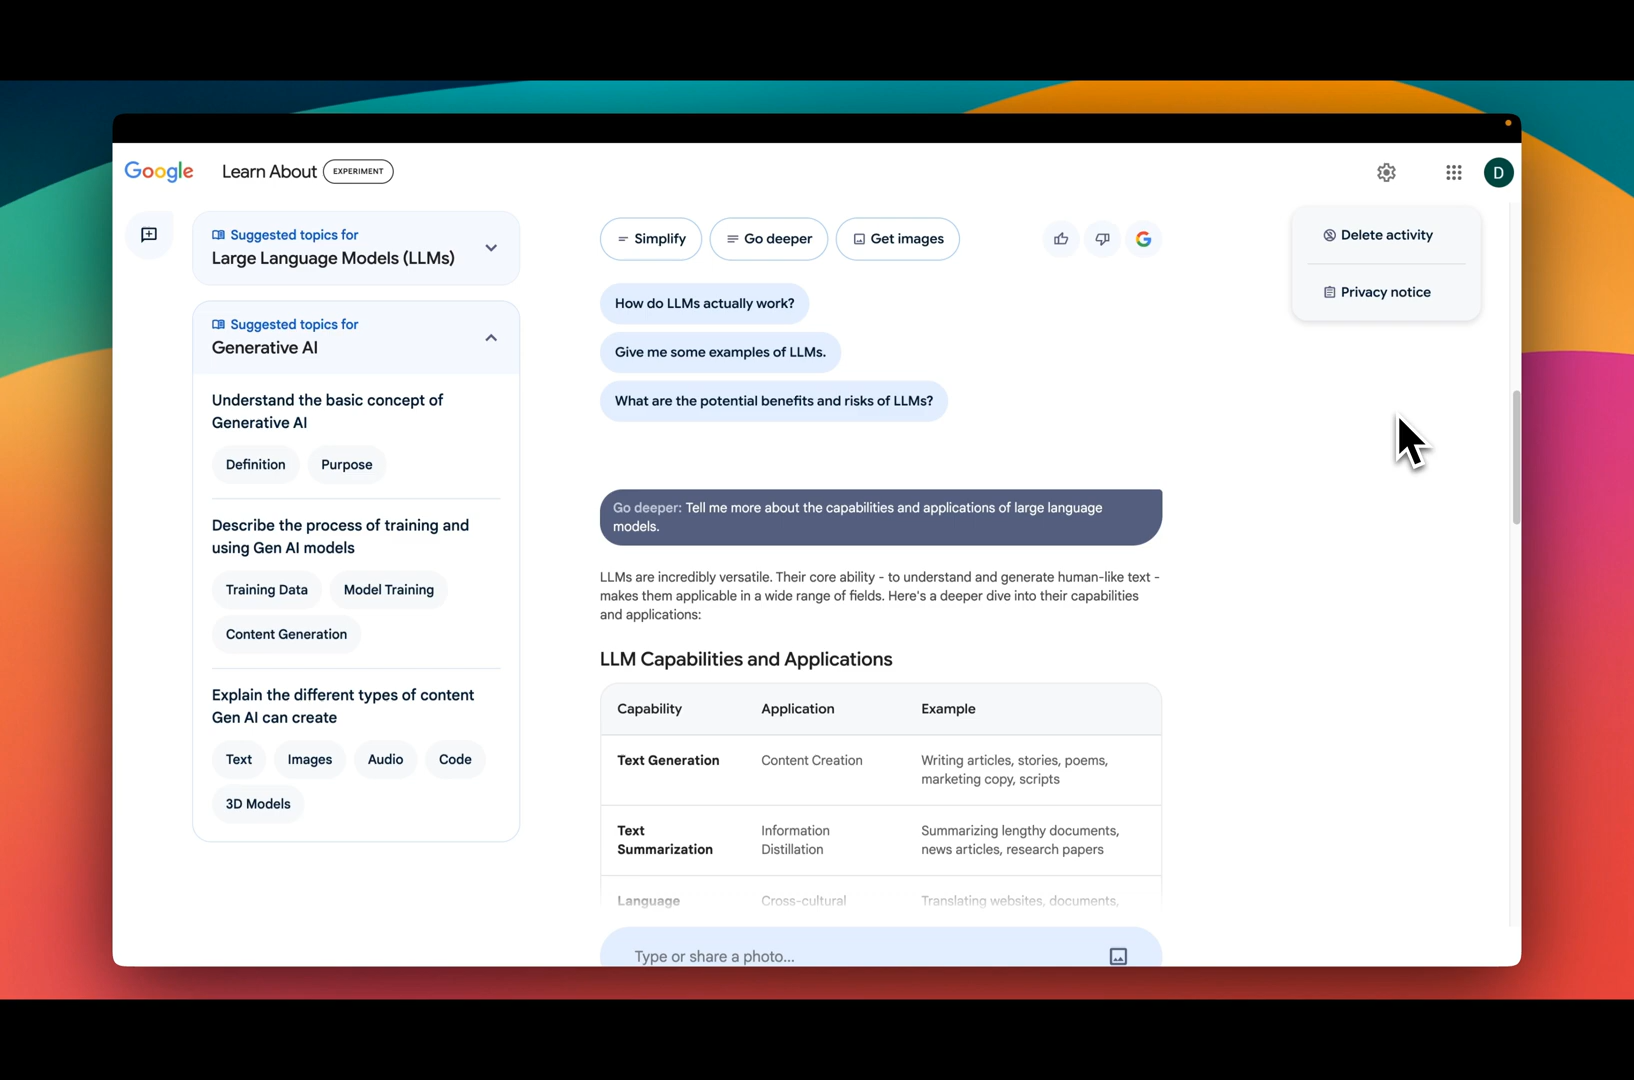 Google
Learn About EXPERIMENT
D
Delete activity
Privacy notice
Suggested topics for
Large Language Models (LLMs)
Suggested topics for
Generative AI
Understand the basic concept of
Generative AI
Definition Purpose
Describe the process of training and
using Gen AI models
Training Data Model Training
Content Generation
Explain the different types of content
Gen AI can create
Text Images Audio Code
3D Models
Simplify Go deeper Get images
G
How do LLMs actually work?
Give me some examples of LLMs.
What are the potential benefits and risks of LLMs?
Go deeper: Tell me more about the capabilities and applications of large language
models.
LLMs are incredibly versatile. Their core ability - to understand and generate human-like text -
makes them applicable in a wide range of fields. Here's a deeper dive into their capabilities
and applications:
LLM Capabilities and Applications
Capability Application Example
Text Generation Content Creation Writing articles, stories, poems,
marketing copy, scripts
Text Information Summarizing lengthy documents,
Summarization Distillation news articles, research papers
Language Cross-cultural Translating websites, documents,
Type or share a photo...